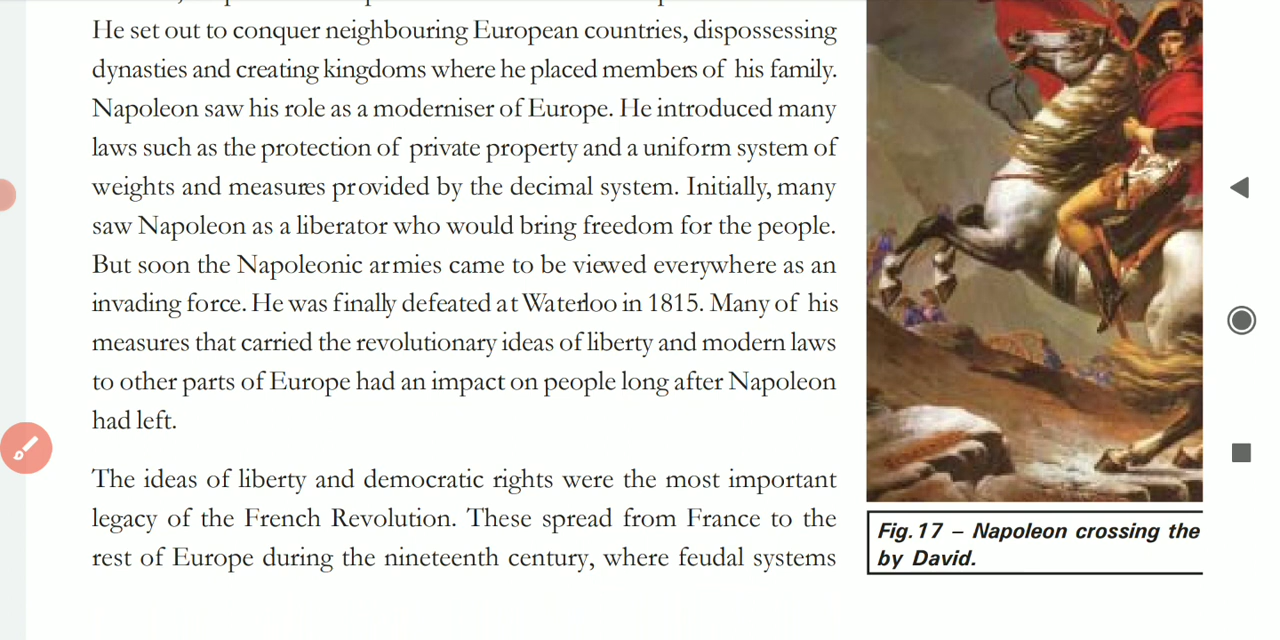 He set out to conquer neighbouring European countries, dispossessing
dynasties and creating kingdoms where he placed members of his family.
Napoleon saw his role as a moderniser of Europe. He introduced many
laws such as the protection of private property and a uniform system of
weights and measures provided by the decimal system. Initially, many
saw Napoleon as a liberator who would bring freedom for the people.
But soon the Napoleonic armies came to be viewed everywhere as an
invading force. He was finally defeated at Waterloo in 1815. Many of his
measures that carried the revolutionary ideas of liberty and modern laws
to other parts of Europe had an impact on people long after Napoleon
had left.
The ideas of liberty and democratic rights were the most important
legacy of the French Revolution. These spread from France to the
rest of Europe during the nineteenth century, where feudal systems
Fig. 17 – Napoleon crossing the
by David.